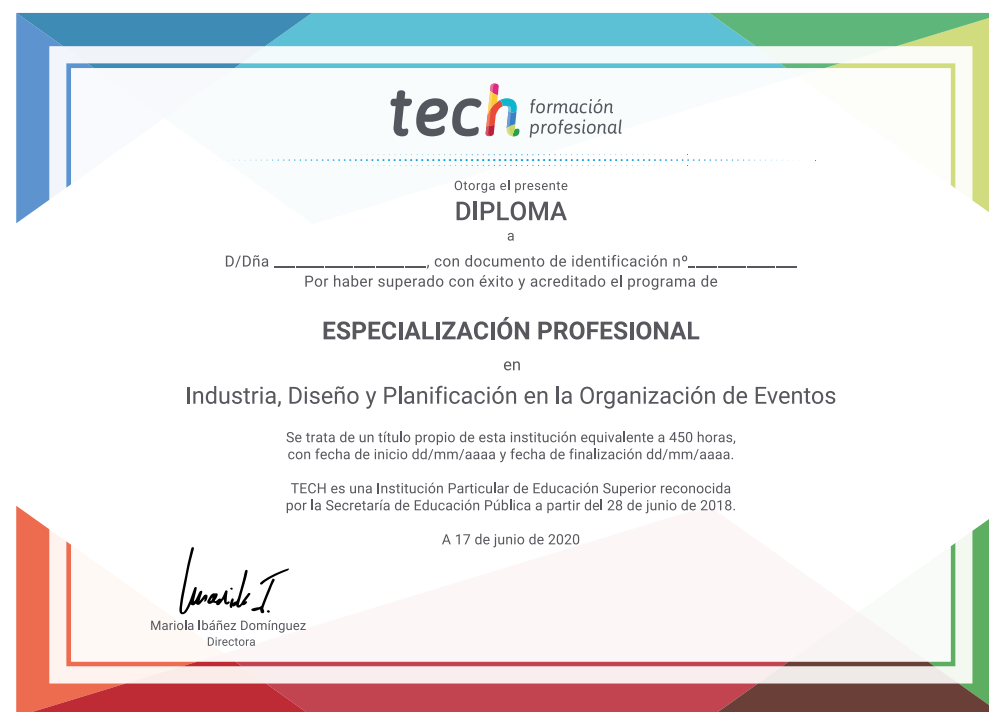 tech formación
profesional
Otorga el presente
DIPLOMA
a
D/Dña ________________, con documento de identificación nº____________
Por haber superado con éxito y acreditado el programa de
ESPECIALIZACIÓN PROFESIONAL
en
Industria, Diseño y Planificación en la Organización de Eventos
Se trata de un título propio de esta institución equivalente a 450 horas,
con fecha de inicio dd/mm/aaaa y fecha de finalización dd/mm/aaaa.
TECH es una Institución Particular de Educación Superior reconocida
por la Secretaría de Educación Pública a partir del 28 de junio de 2018.
A 17 de junio de 2020
Mariola Ibáñez Domínguez
Directora